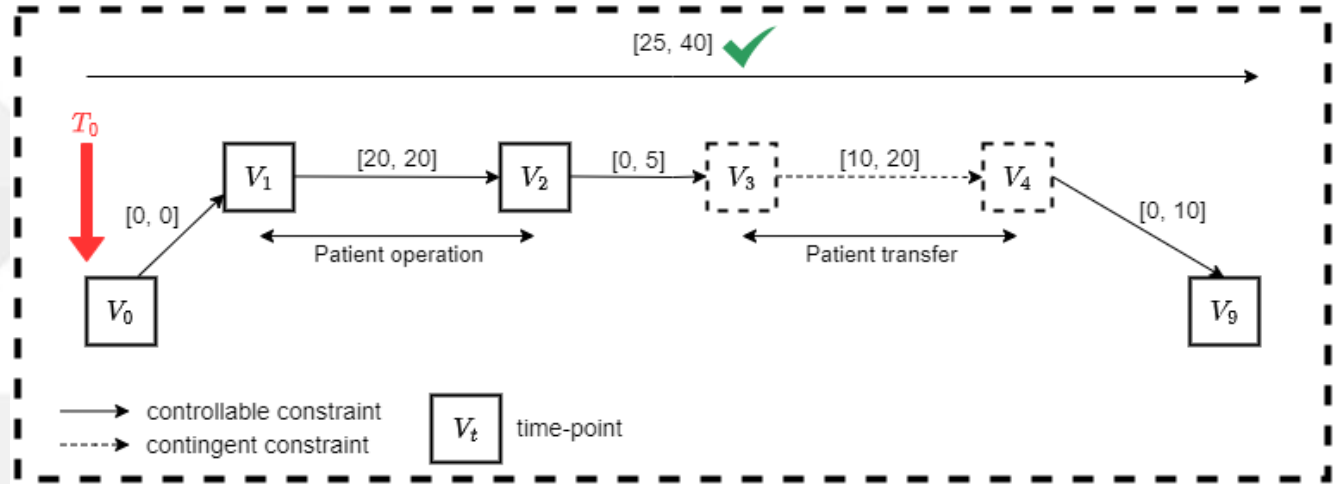 [25, 40]
T₀
V₁
[20, 20]
V₂
[0, 5]
V₃
[10, 20]
V₄
[0, 0]
[0, 10]
Patient operation
Patient transfer
V₀
V₉
controllable constraint
contingent constraint
Vₜ
time-point